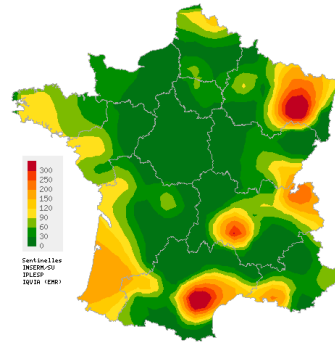 300
250
200
150
120
90
60
30
0
Sentinelles
INSERM/SU
IPLESP
IQVIA (EMR)